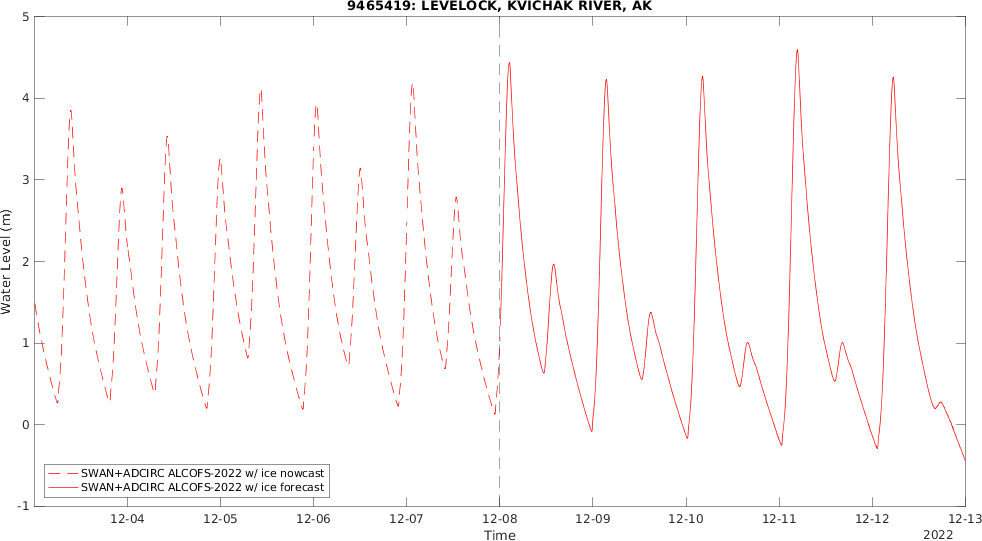 9465419: LEVELOCK, KVICHAK RIVER, AK
5
4
3
2
1
0
-1
Water Level (m)
SWAN+ADCIRC ALCOFS-2022 w/ ice nowcast
SWAN+ADCIRC ALCOFS-2022 w/ ice forecast
12-04 12-05 12-06 12-07 12-08 12-09 12-10 12-11 12-12 12-13
Time
2022